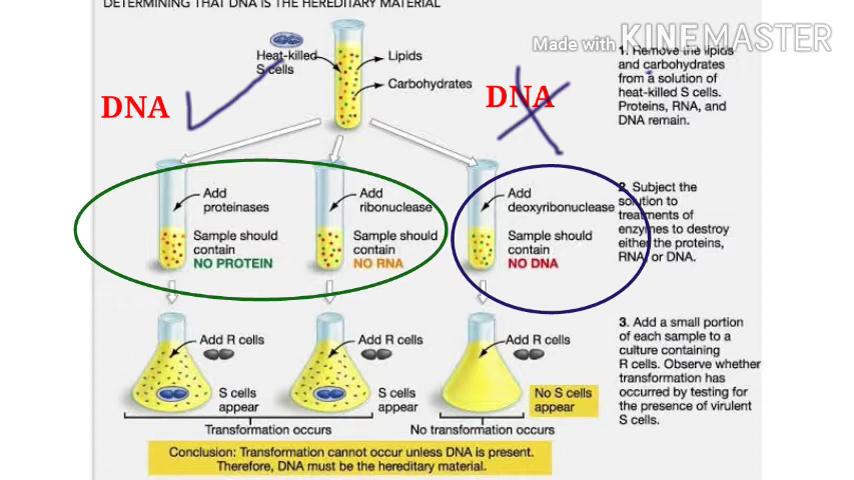 DETERMINING THAT DNA IS THE HEREDITARY MATERIAL
Made with KINEMASTER
Heat-killed
S cells
Lipids
Carbohydrates
DNA
DNA
1. Remove the lipids
and carbohydrates
from a solution of
heat-killed S cells.
Proteins, RNA, and
DNA remain.
Add
proteinases
Sample should
contain
NO PROTEIN
Add
ribonuclease
Sample should
contain
NO RNA
Add
deoxyribonuclease
Sample should
contain
NO DNA
2. Subject the
solution to
treatments of
enzymes to destroy
either the proteins,
RNA, or DNA.
Add R cells
S cells
appear
Add R cells
S cells
appear
Add R cells
No S cells
appear
3. Add a small portion
of each sample to a
culture containing
R cells. Observe whether
transformation has
occurred by testing for
the presence of virulent
S cells.
Transformation occurs
No transformation occurs
Conclusion: Transformation cannot occur unless DNA is present.
Therefore, DNA must be the hereditary material.